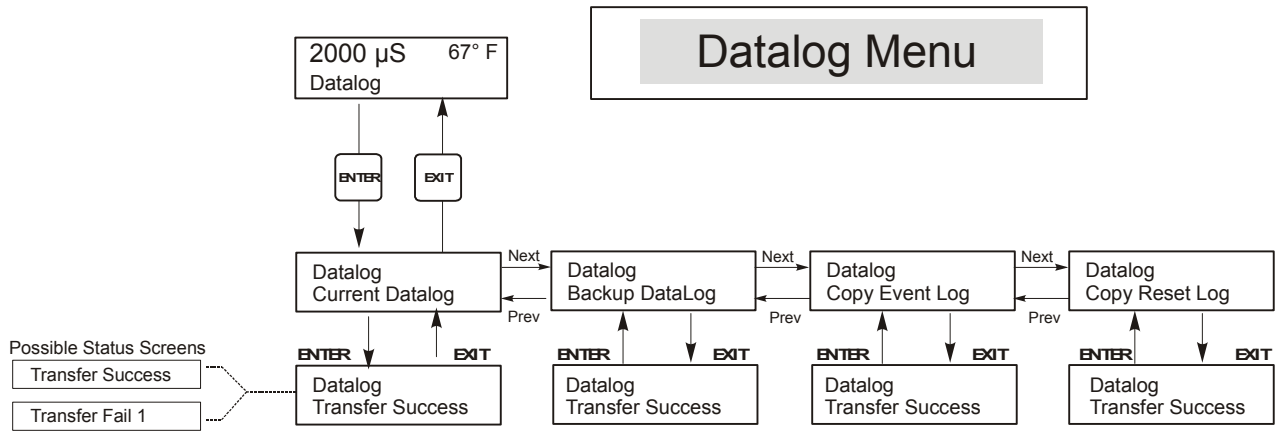 Datalog Menu
2000 µS 67° F
Datalog
ENTER EXIT
Datalog
Current Datalog
Next
Prev
Datalog
Backup DataLog
Next
Prev
Datalog
Copy Event Log
Next
Prev
Datalog
Copy Reset Log
Possible Status Screens
Transfer Success
Transfer Fail 1
ENTER EXIT
Datalog
Transfer Success
ENTER EXIT
Datalog
Transfer Success
ENTER EXIT
Datalog
Transfer Success
ENTER EXIT
Datalog
Transfer Success